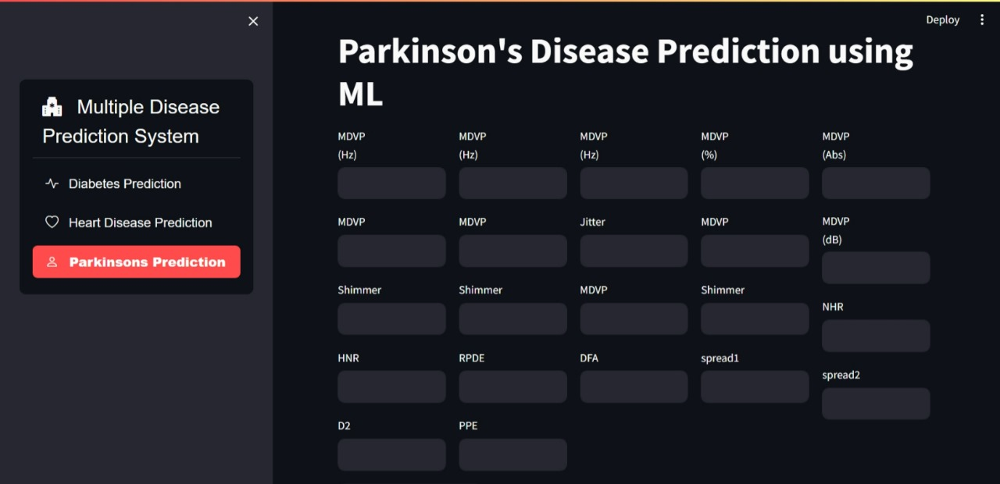 Deploy
Multiple Disease
Prediction System
Diabetes Prediction
Heart Disease Prediction
Parkinsons Prediction
Parkinson's Disease Prediction using
ML
MDVP
(Hz)
MDVP
(Hz)
MDVP
(Hz)
MDVP
(%)
MDVP
(Abs)
MDVP
MDVP
Jitter
MDVP
MDVP
(dB)
Shimmer
Shimmer
MDVP
Shimmer
NHR
HNR
RPDE
DFA
spread1
spread2
D2
PPE